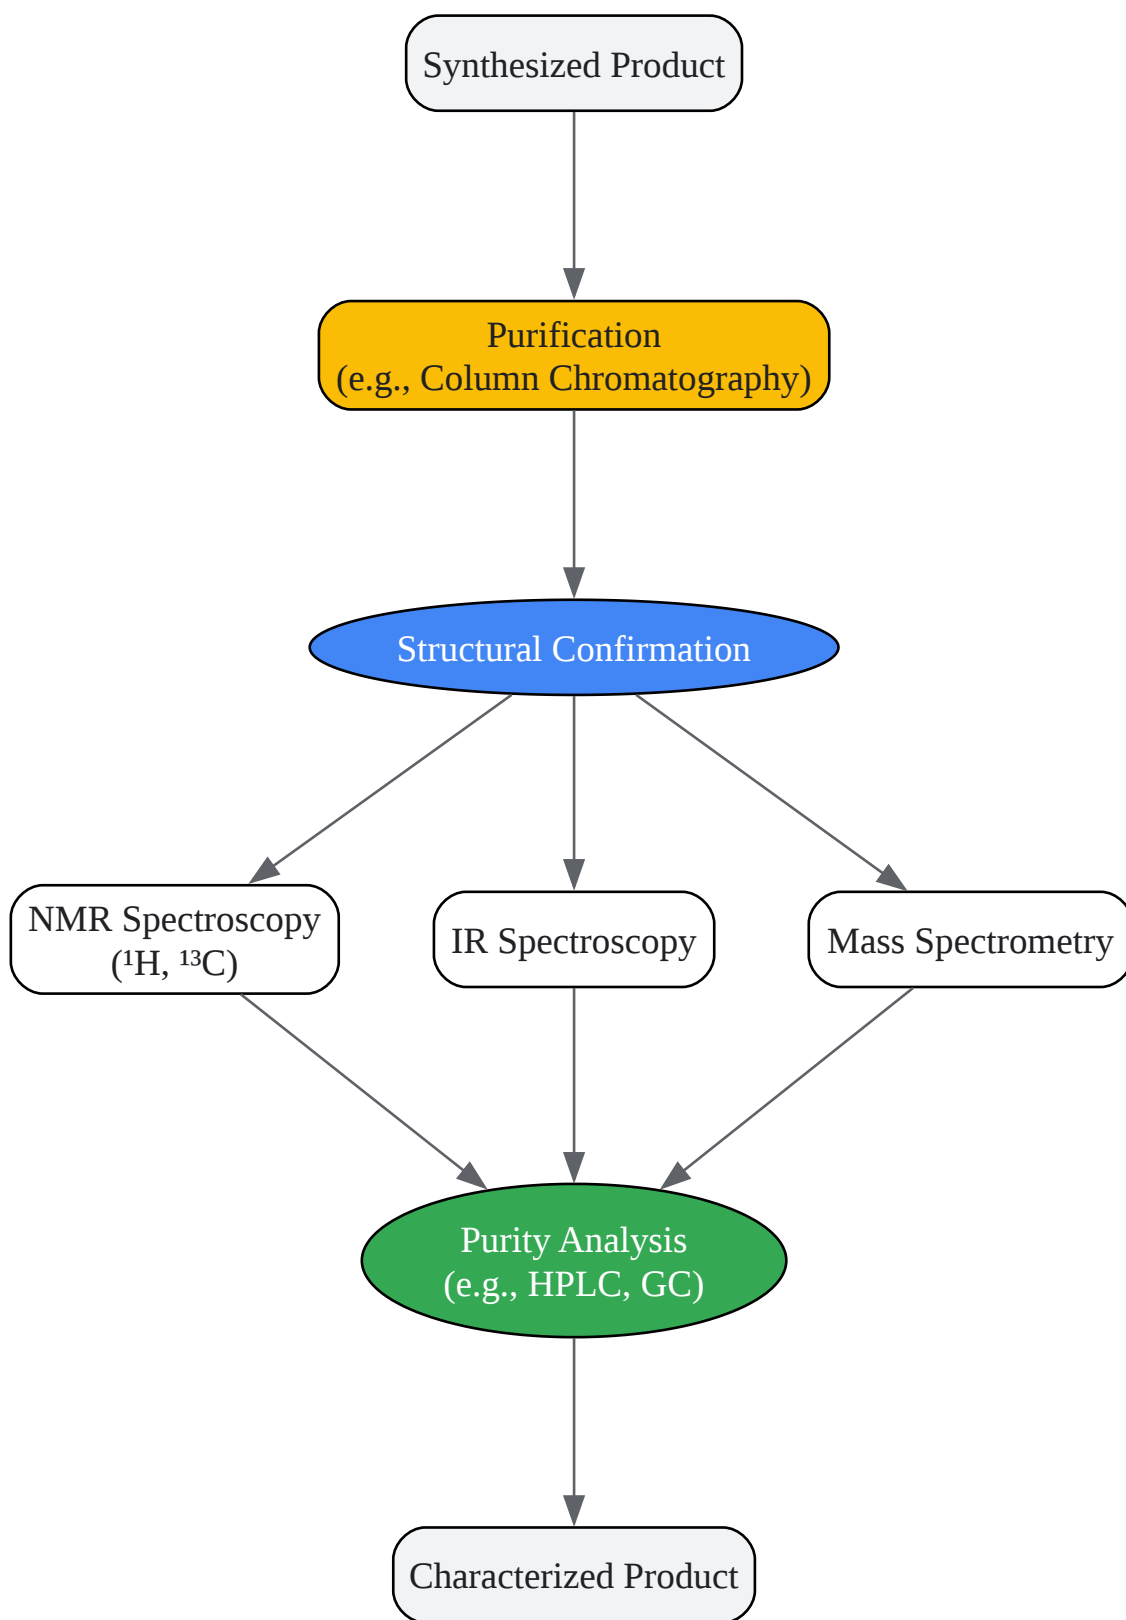 Synthesized Product
Purification
(e.g., Column Chromatography)
Structural Confirmation
NMR Spectroscopy
(¹H, ¹³C)
IR Spectroscopy
Mass Spectrometry
Purity Analysis
(e.g., HPLC, GC)
Characterized Product